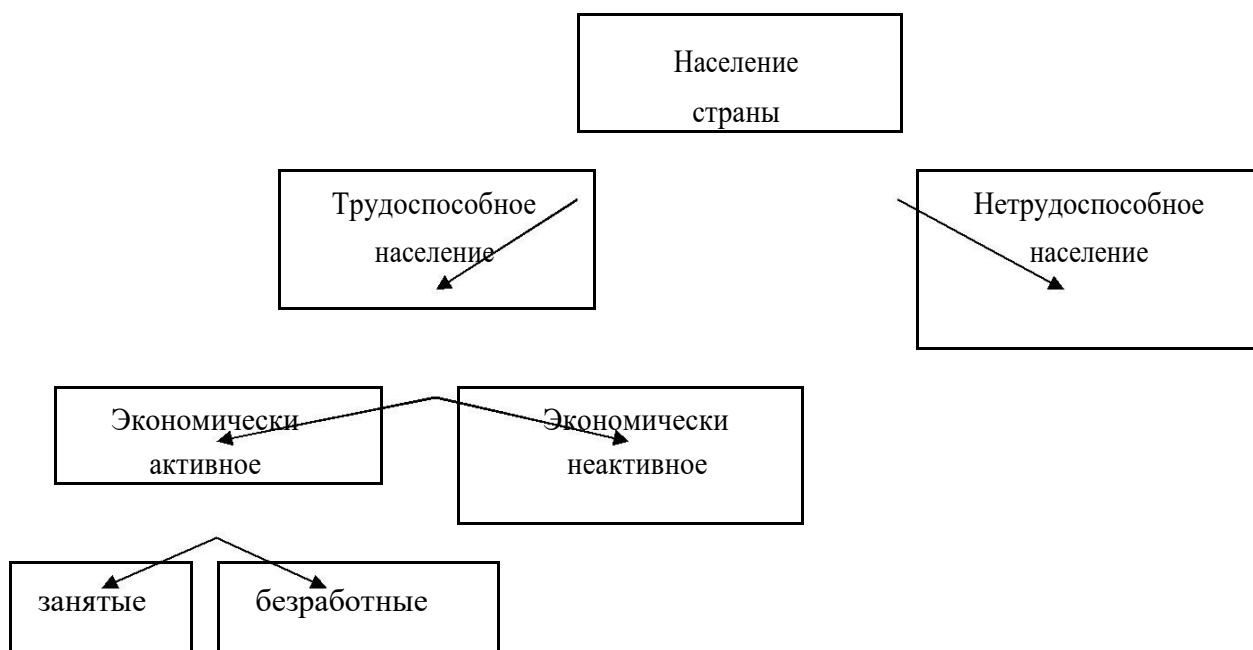 Население
страны
Трудоспособное
население
Нетрудоспособное
население
Экономически
активное
Экономически
неактивное
занятые
безработные